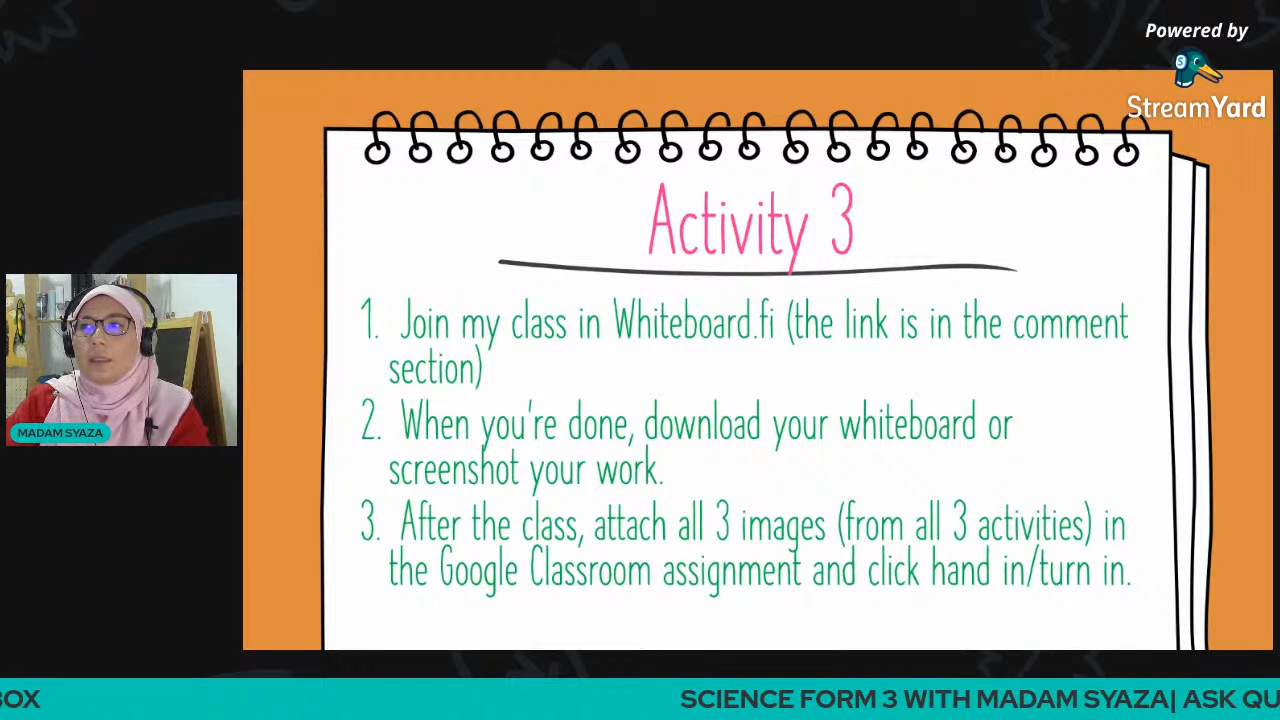 Powered by
StreamYard
Activity 3
1. Join my class in Whiteboard.fi (the link is in the comment
section)
2. When you're done, download your whiteboard or
screenshot your work.
3. After the class, attach all 3 images (from all 3 activities) in
the Google Classroom assignment and click hand in/turn in.
MADAM SYAZA
BOX
SCIENCE FORM 3 WITH MADAM SYAZA| ASK QU